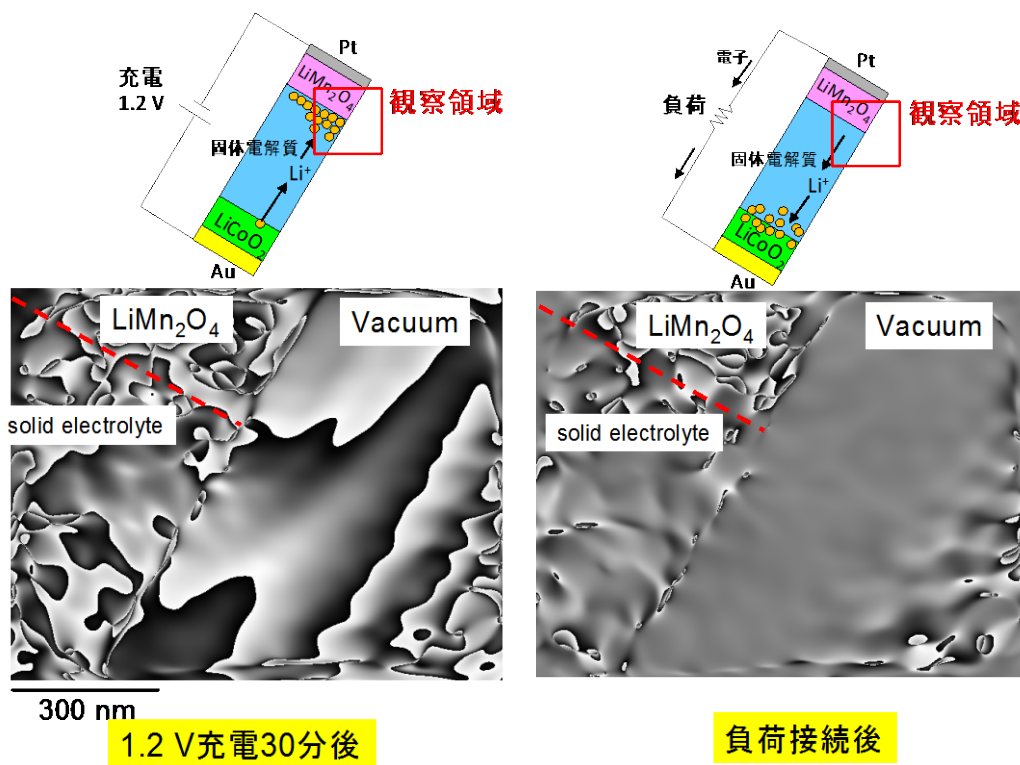 Pt
LiMn2O4
充電
1.2 V
観察領域
固体電解質
Li+
LiCoO2
Au
電子
Pt
LiMn2O4
負荷
観察領域
固体電解質
Li+
LiCoO2
Au
LiMn2O4
Vacuum
solid electrolyte
LiMn2O4
Vacuum
solid electrolyte
300 nm
1.2 V充電30分後
負荷接続後